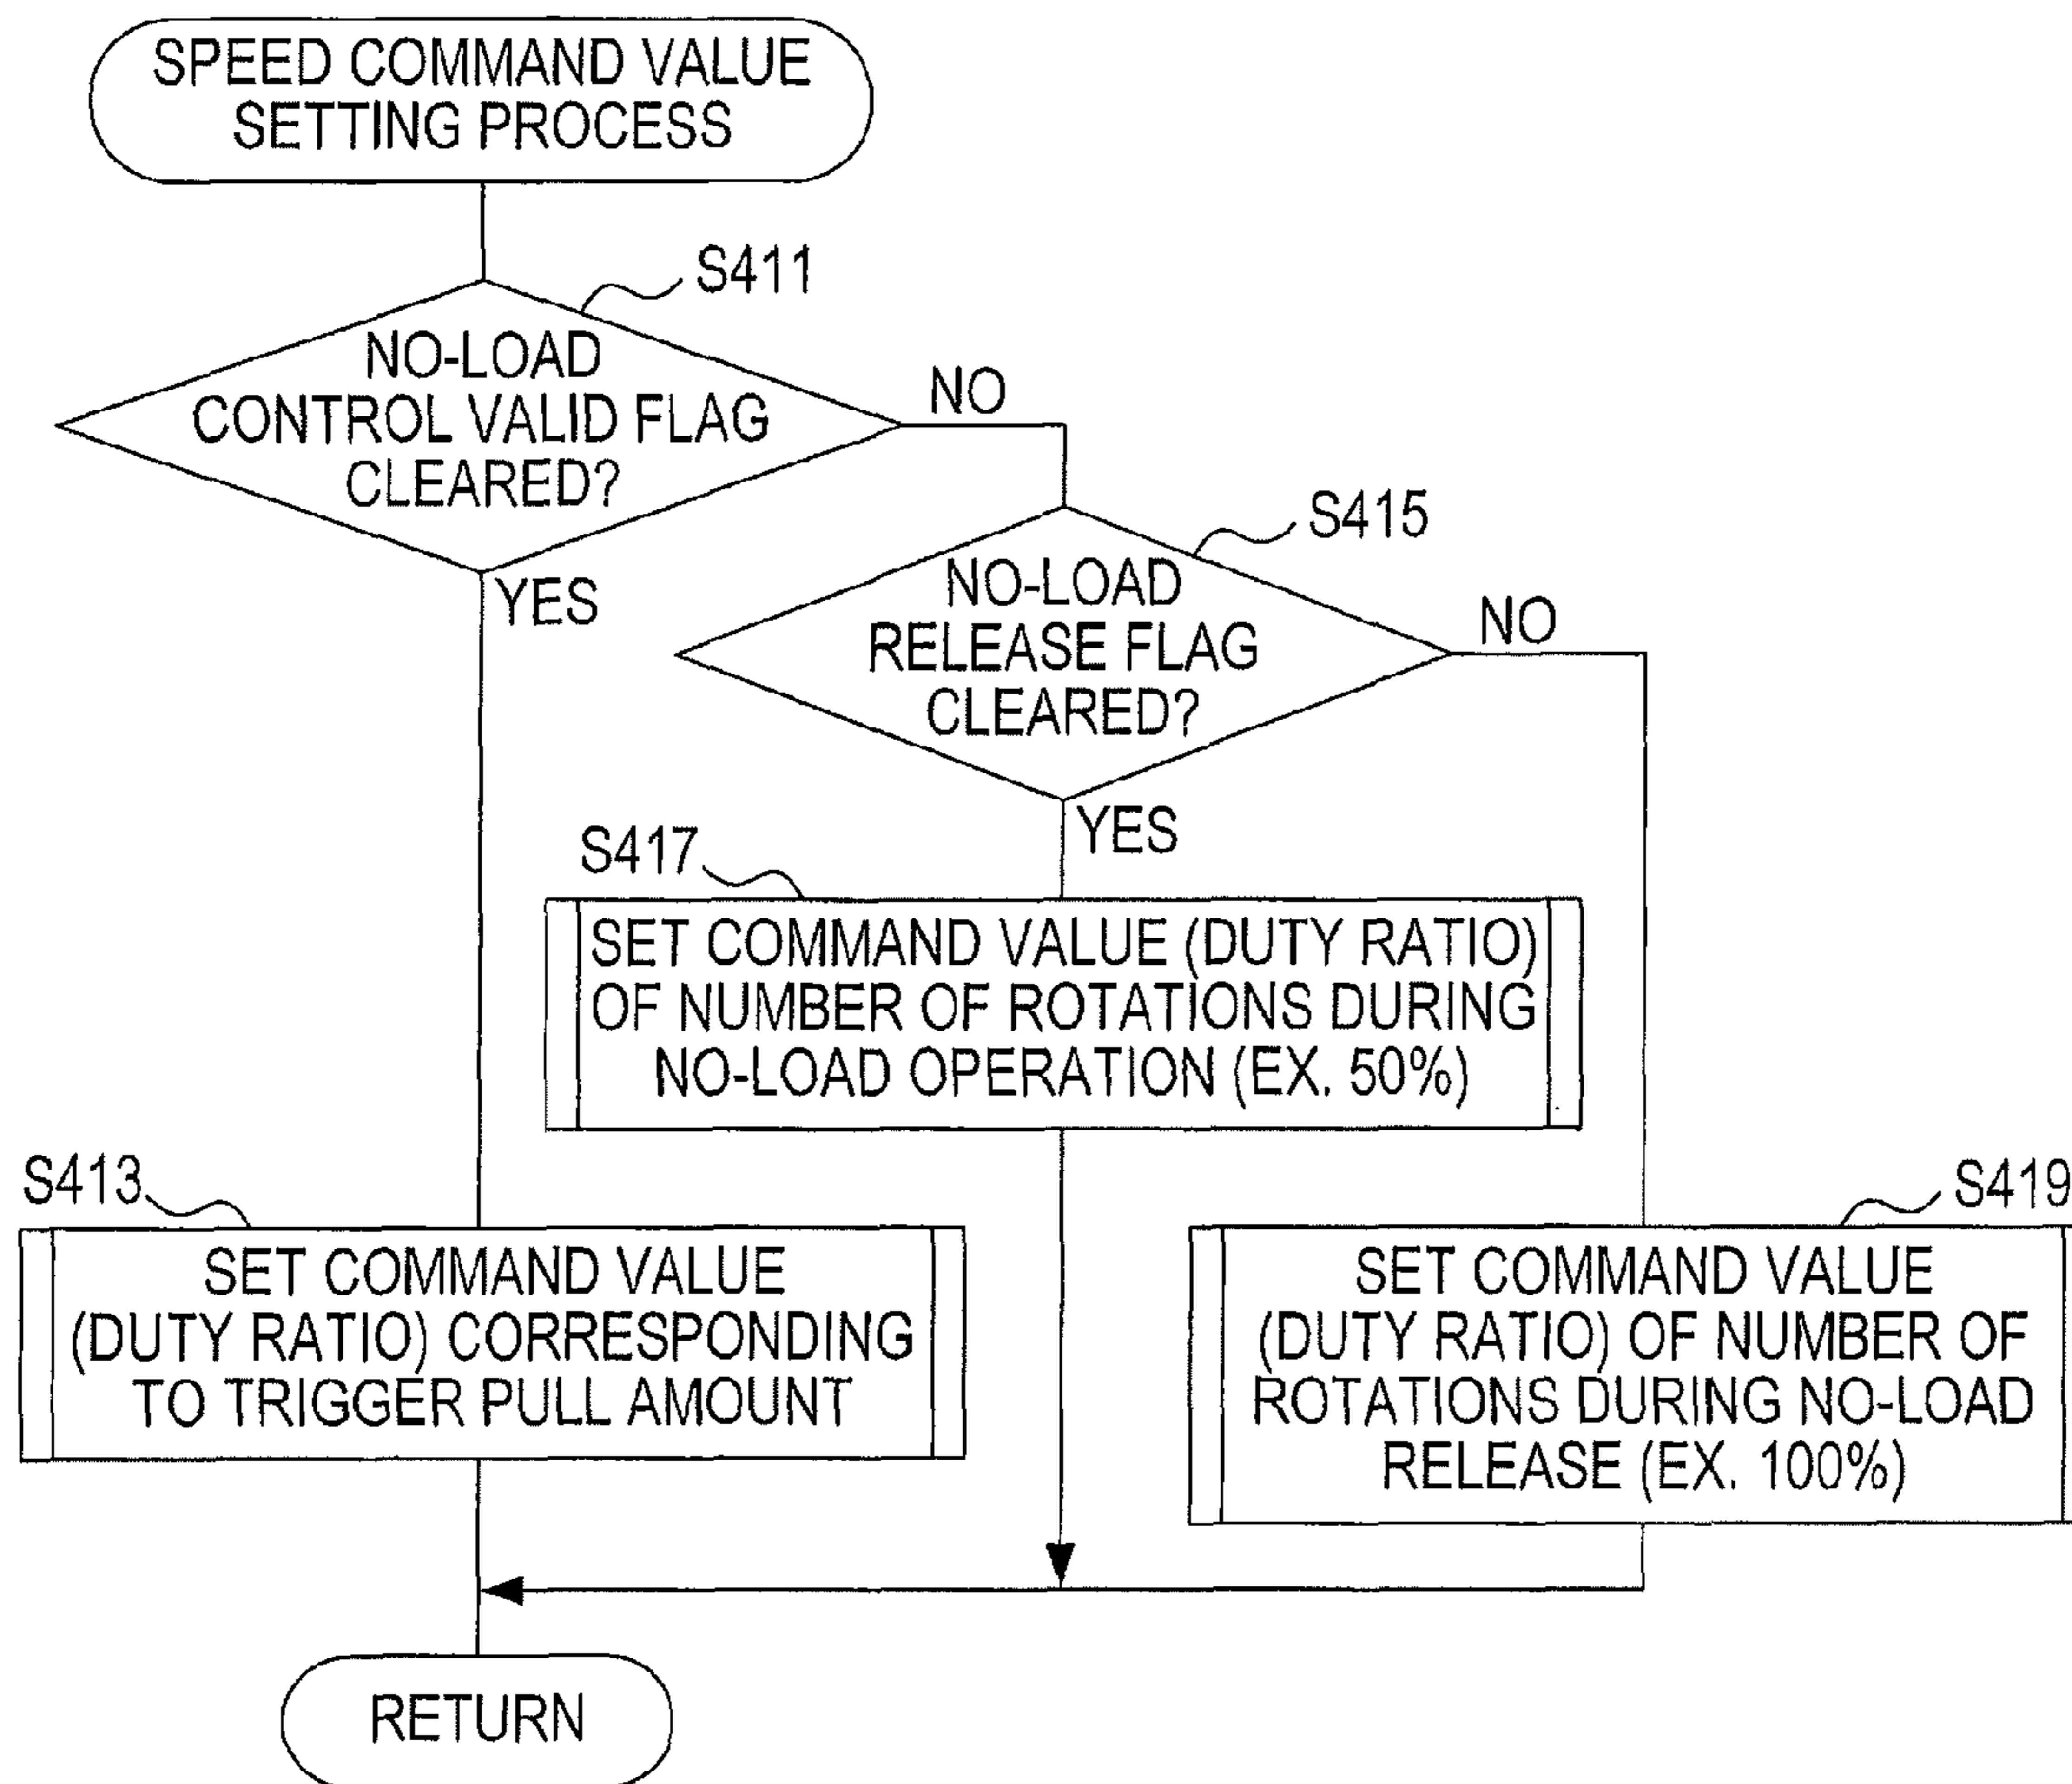 SPEED COMMAND VALUE
SETTING PROCESS
S411
NO-LOAD
CONTROL VALID FLAG
CLEARED?
NO
YES
S415
NO-LOAD
RELEASE FLAG
CLEARED?
NO
YES
S417
SET COMMAND VALUE (DUTY RATIO)
OF NUMBER OF ROTATIONS DURING
NO-LOAD OPERATION (EX. 50%)
S413
SET COMMAND VALUE
(DUTY RATIO) CORRESPONDING
TO TRIGGER PULL AMOUNT
S419
SET COMMAND VALUE
(DUTY RATIO) OF NUMBER OF
ROTATIONS DURING NO-LOAD
RELEASE (EX. 100%)
RETURN